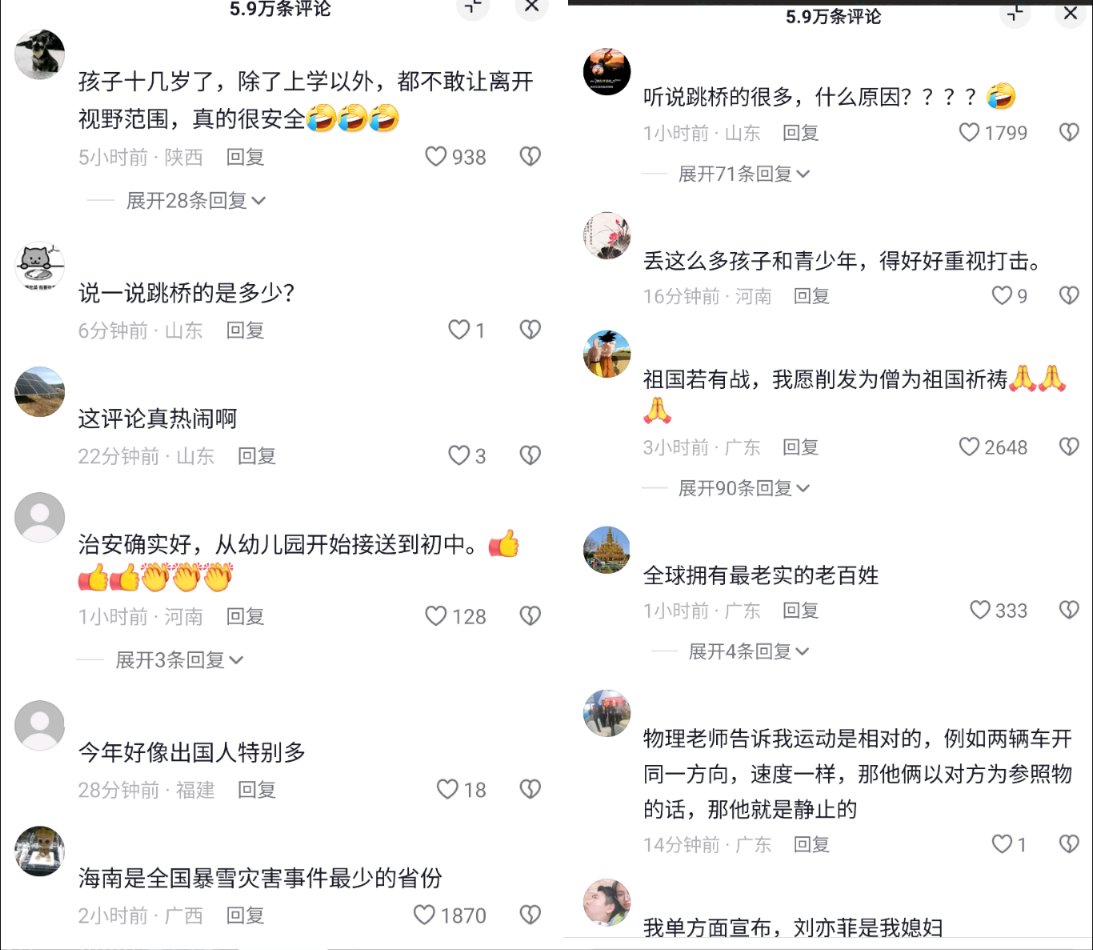 5.9万条评论
孩子十几岁了，除了上学以外，都不敢让离开
视野范围，真的很安全🤣🤣🤣
5小时前 · 陕西 回复 938
展开28条回复
说一说跳桥的是多少？
6分钟前 · 山东 回复 1
这评论真热闹啊
22分钟前 · 山东 回复 3
治安确实好，从幼儿园开始接送到初中。👍
👍👍👏👏👏
1小时前 · 河南 回复 128
展开3条回复
今年好像出国人特别多
28分钟前 · 福建 回复 18
海南是全国暴雪灾害事件最少的省份
2小时前 · 广西 回复 1870
5.9万条评论
听说跳桥的很多，什么原因？？？？🤣
1小时前 · 山东 回复 1799
展开71条回复
丢这么多孩子和青少年，得好好重视打击。
16分钟前 · 河南 回复 9
祖国若有战，我愿削发为僧为祖国祈祷🙏🙏
🙏
3小时前 · 广东 回复 2648
展开90条回复
全球拥有最老实的老百姓
1小时前 · 广东 回复 333
展开4条回复
物理老师告诉我运动是相对的，例如两辆车开
同一方向，速度一样，那他俩以对方为参照物
的话，那他就是静止的
14分钟前 · 广东 回复 1
我单方面宣布，刘亦菲是我媳妇